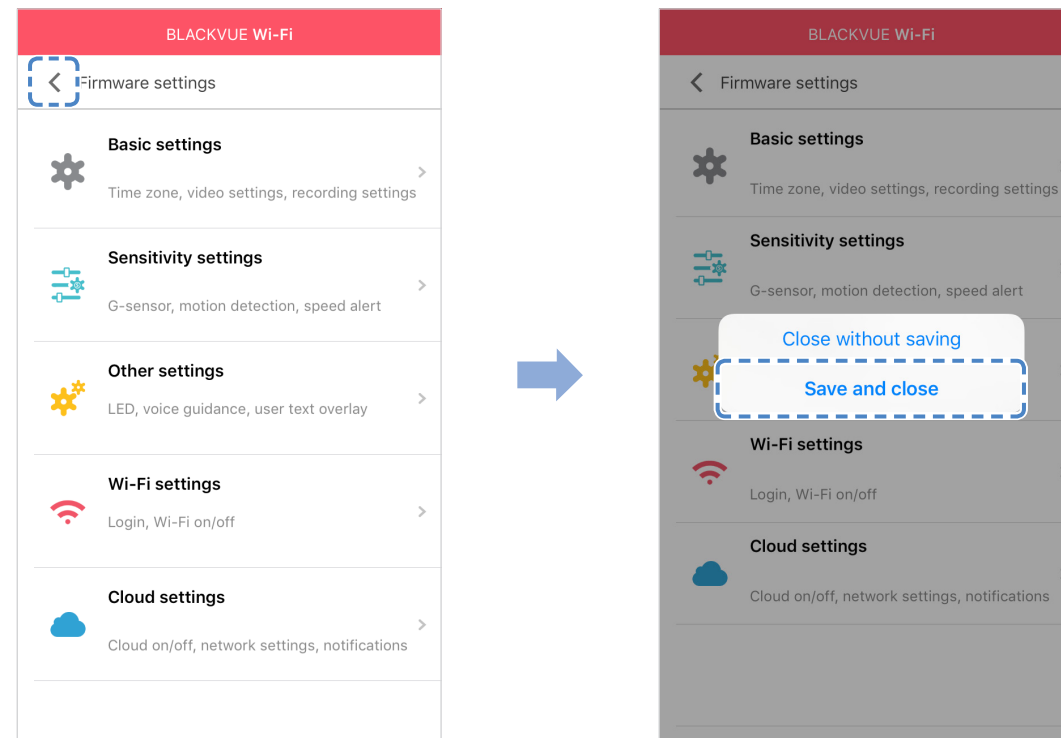 BLACKVUE Wi-Fi
Firmware settings
Basic settings
Time zone, video settings, recording settings
Sensitivity settings
G-sensor, motion detection, speed alert
Other settings
LED, voice guidance, user text overlay
Wi-Fi settings
Login, Wi-Fi on/off
Cloud settings
Cloud on/off, network settings, notifications
BLACKVUE Wi-Fi
Firmware settings
Basic settings
Time zone, video settings, recording settings
Sensitivity settings
G-sensor, motion detection, speed alert
Close without saving
Save and close
Wi-Fi settings
Login, Wi-Fi on/off
Cloud settings
Cloud on/off, network settings, notifications